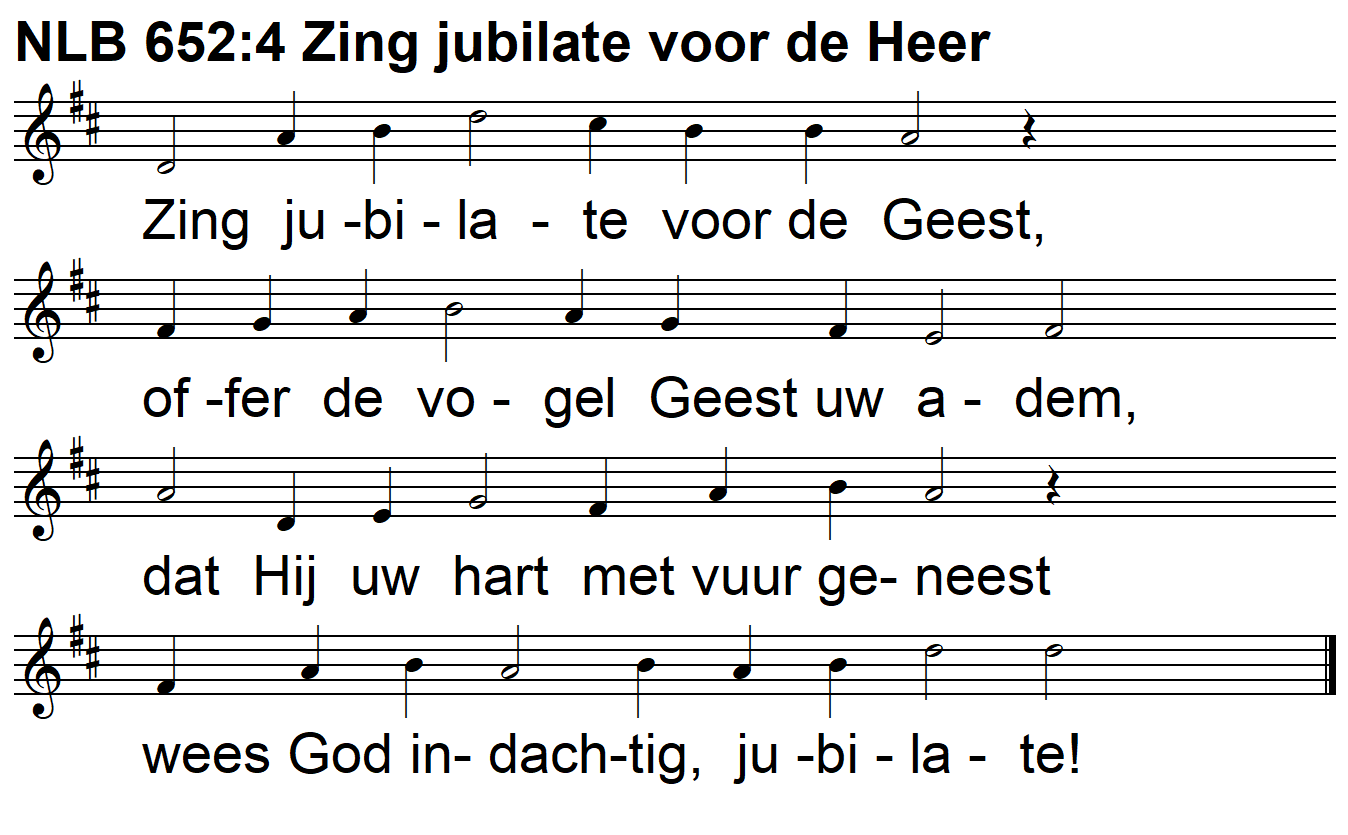 NLB 652:4 Zing jubilate voor de Heer
Zing ju -bi - la - te voor de Geest,
of -fer de vo - gel Geest uw a - dem,
dat Hij uw hart met vuur ge- neest
wees God in- dach-tig, ju -bi - la - te!